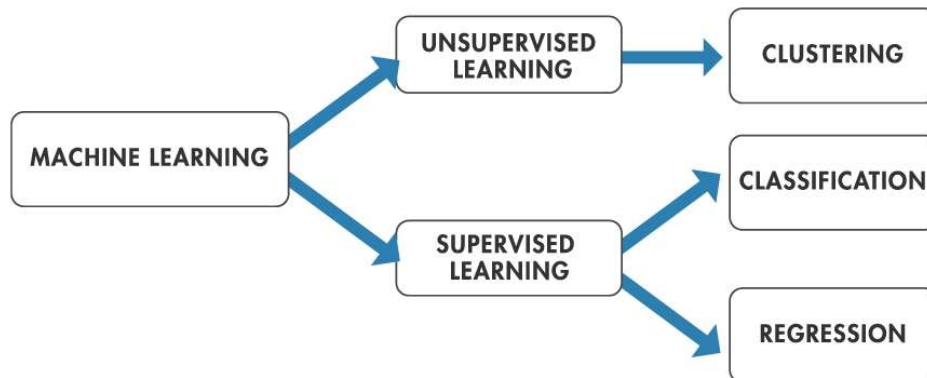 UNSUPERVISED
LEARNING
CLUSTERING
MACHINE LEARNING
CLASSIFICATION
SUPERVISED
LEARNING
REGRESSION